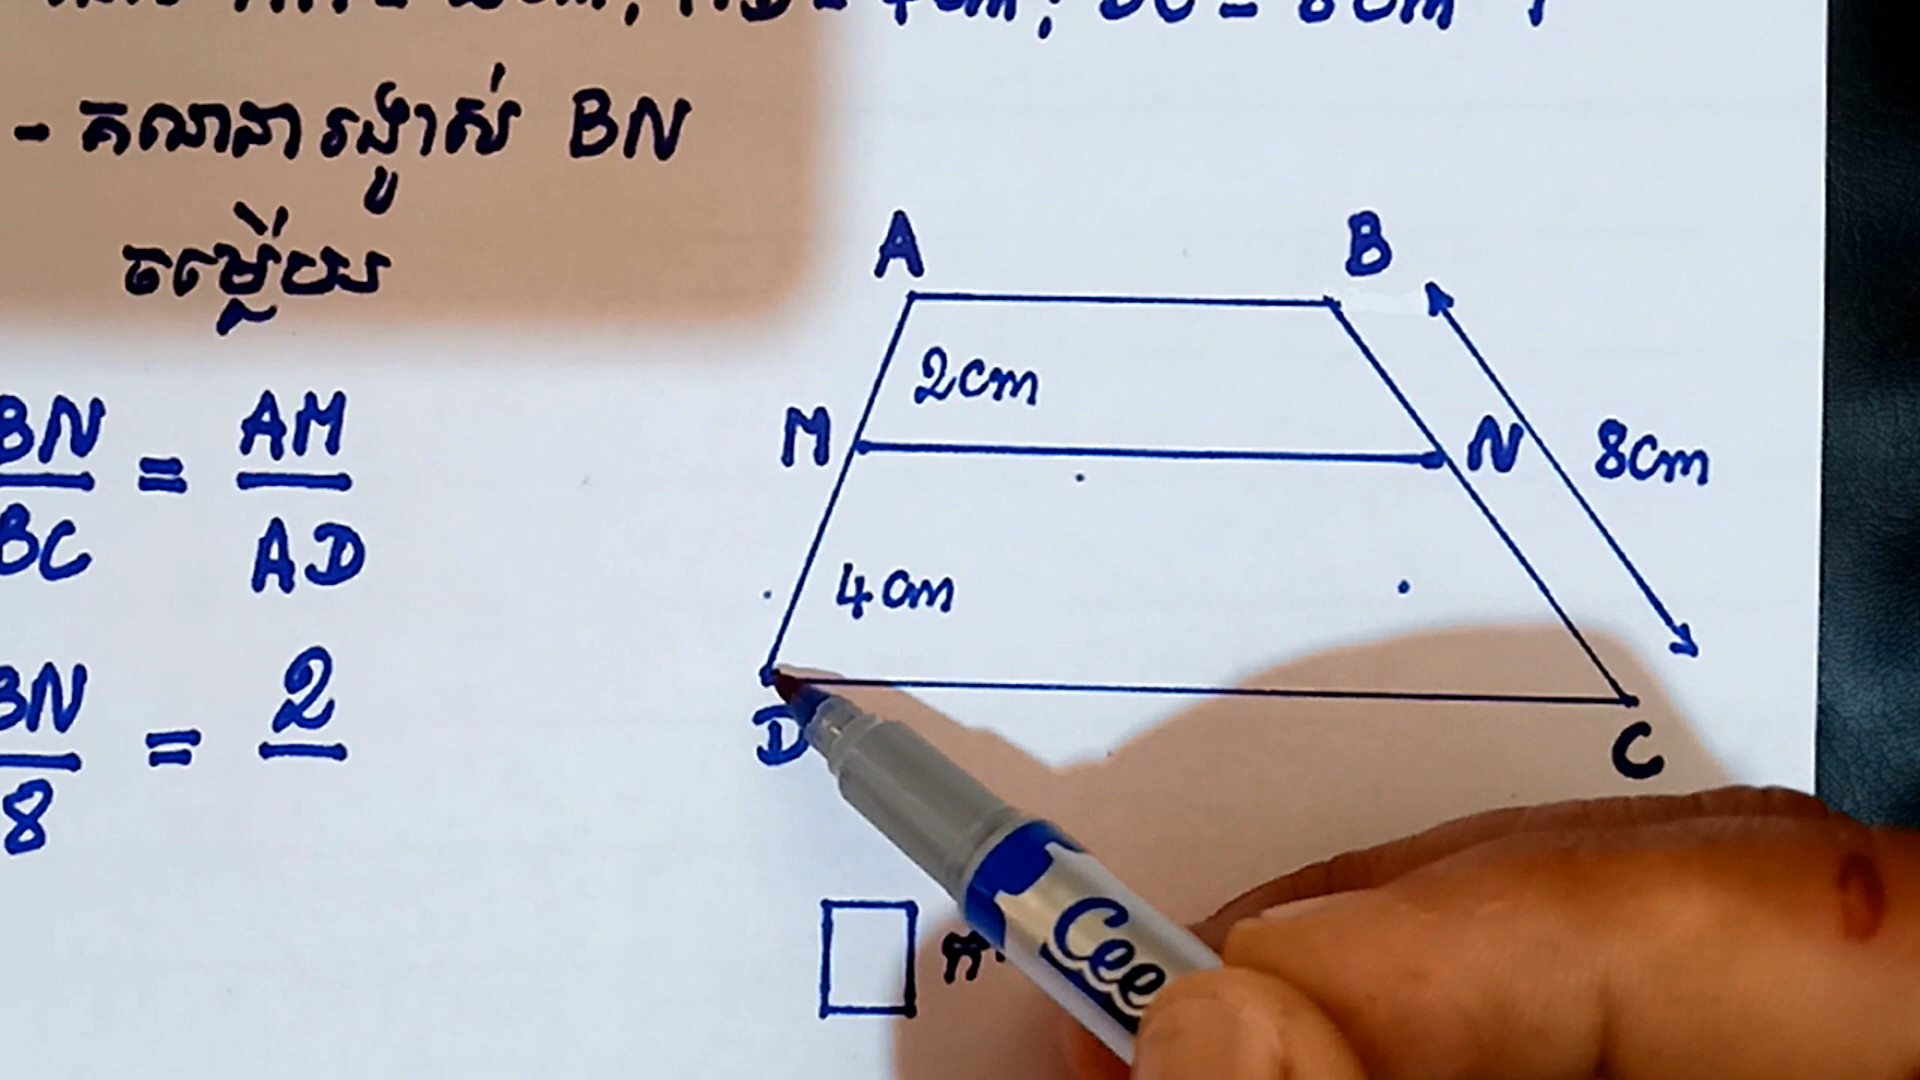 - គណនារង្វាស់ BN
ចម្លើយ
BN/BC = AM/AD
BN/8 = 2
A
B
2cm
M
N
8cm
4cm
D
C
Cee